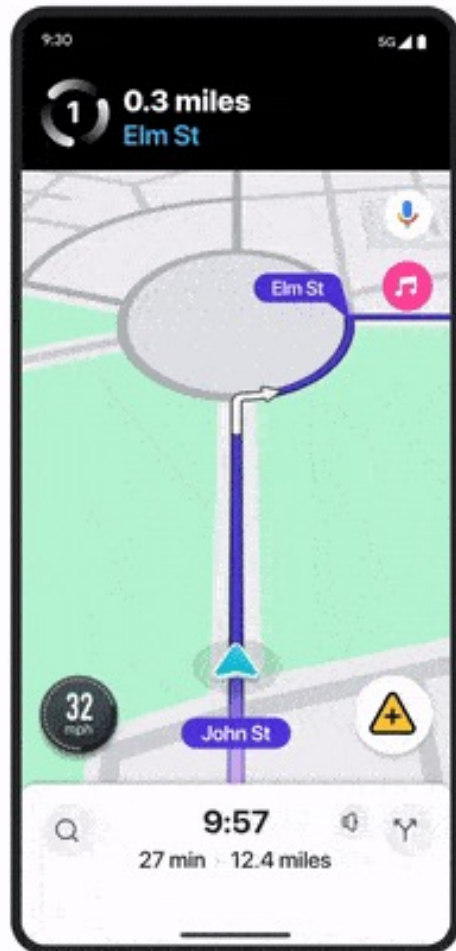 9:30
5G
1
0.3 miles
Elm St
Elm St
32
mph
John St
9:57
27 min · 12.4 miles